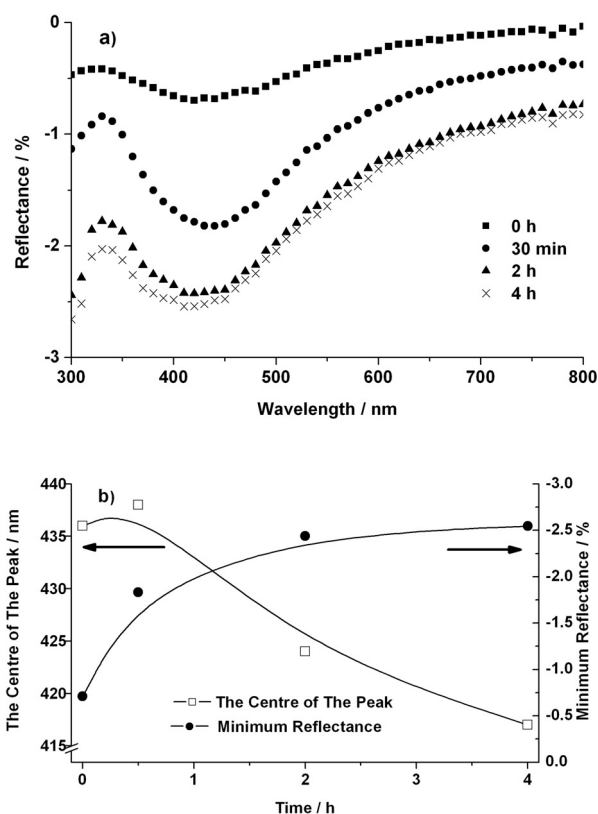 a)
0
-1
-2
-3
Reflectance / %
0 h
30 min
2 h
4 h
300
400
500
600
700
800
Wavelength / nm
b)
440
435
430
425
420
415
The Centre of The Peak / nm
-3.0
-2.5
-2.0
-1.5
-1.0
-0.5
0.0
Minimum Reflectance / %
The Centre of The Peak
Minimum Reflectance
0
1
2
3
4
Time / h